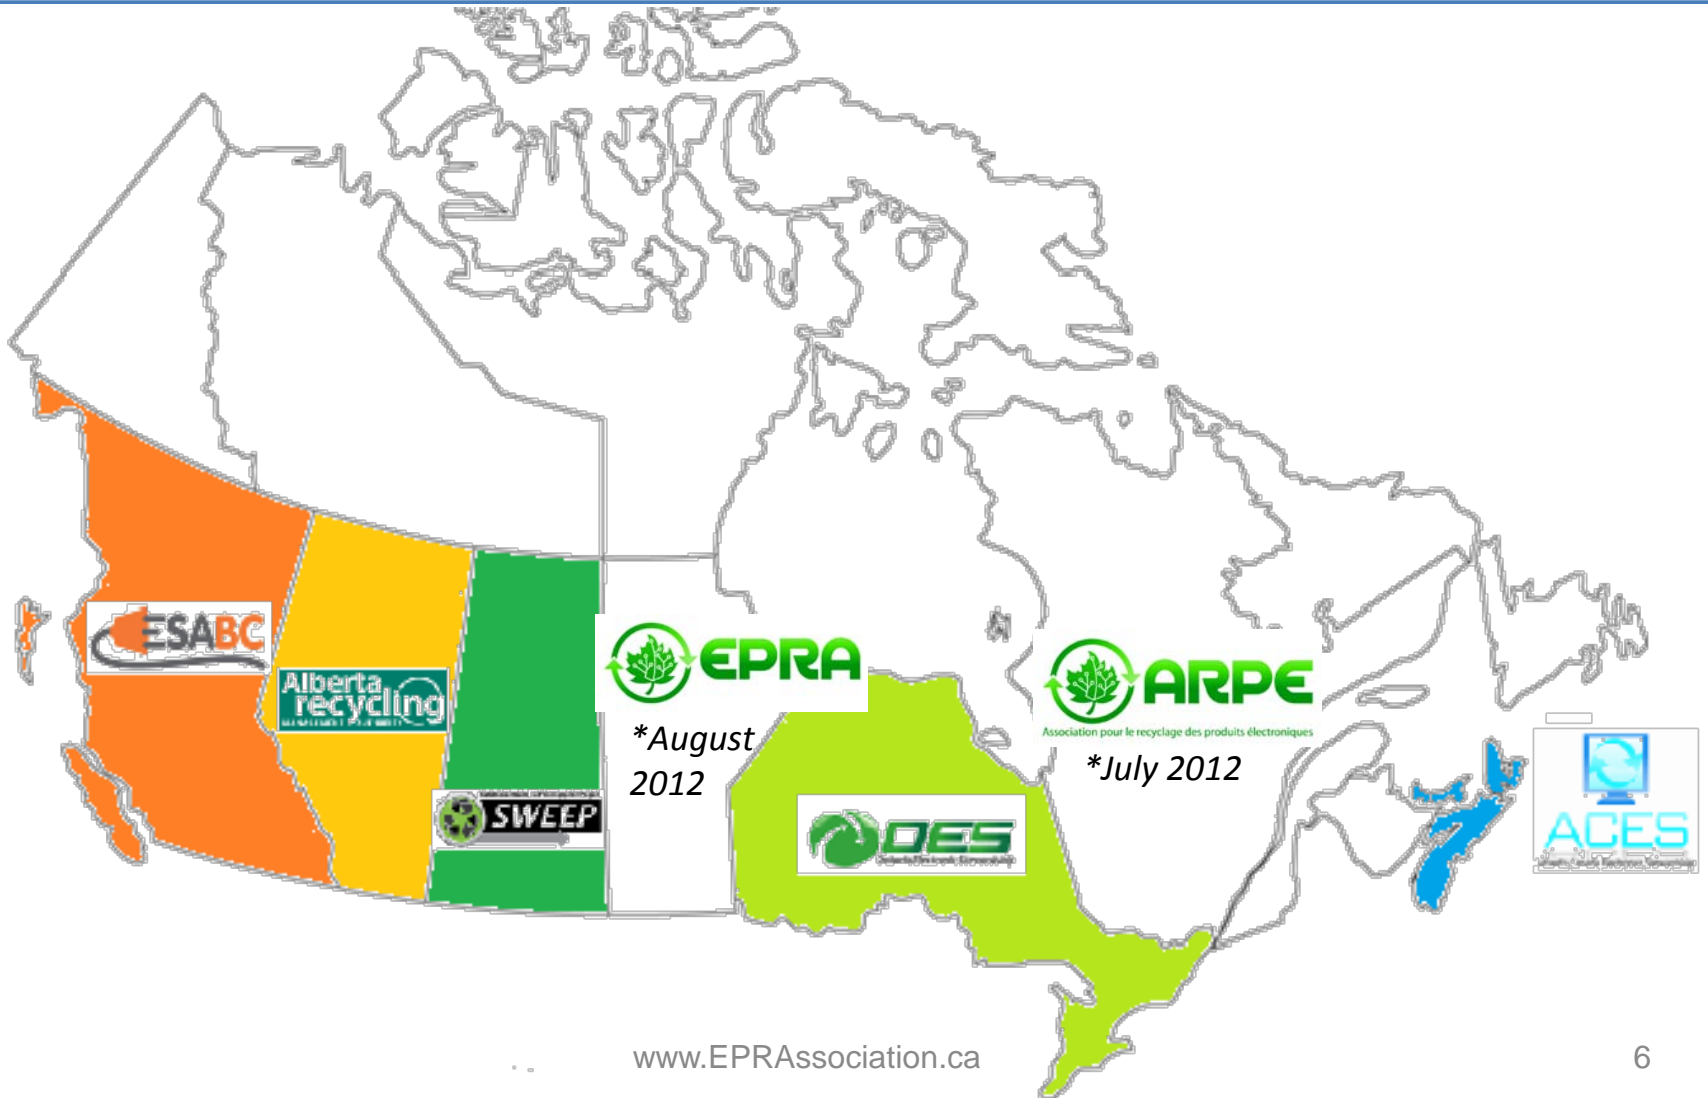 ESABC
Alberta
recycling
EPRA
*August
2012
SWEEP
OES
ARPE
Association pour le recyclage des produits électroniques
*July 2012
ACES
www.EPRAssociation.ca
6